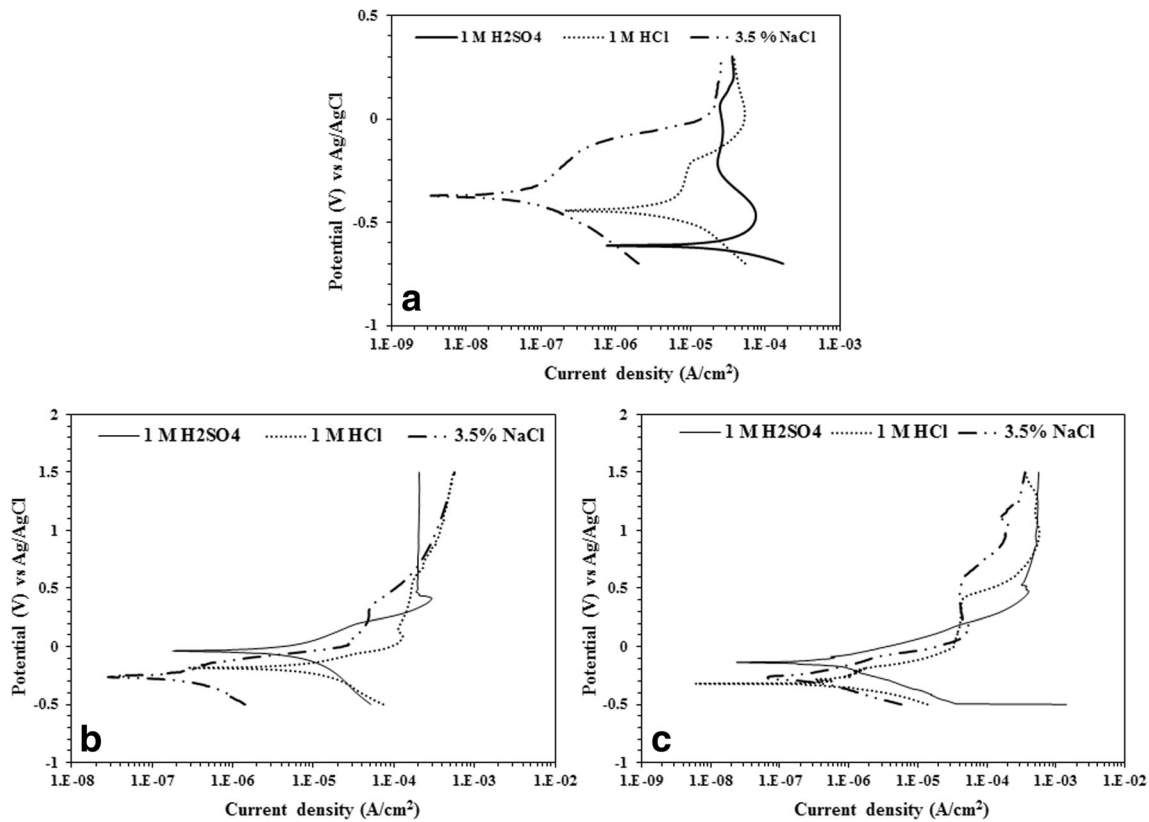 1 M H2SO4 1 M HCl 3.5 %NaCl
Potential (V) vs Ag/AgCl
0.5
0
-0.5
-1
a
1.E-09 1.E-08 1.E-07 1.E-06 1.E-05 1.E-04 1.E-03
Current density (A/cm²)
1 M H2SO4 1 M HCl 3.5% NaCl
Potential (V) vs Ag/AgCl
2
1.5
1
0.5
0
-0.5
-1
b
1.E-08 1.E-07 1.E-06 1.E-05 1.E-04 1.E-03 1.E-02
Current density (A/cm²)
1 M H2SO4 1 M HCl 3.5% NaCl
Potential (V) vs Ag/AgCl
2
1.5
1
0.5
0
-0.5
-1
c
1.E-09 1.E-08 1.E-07 1.E-06 1.E-05 1.E-04 1.E-03 1.E-02
Current density (A/cm²)